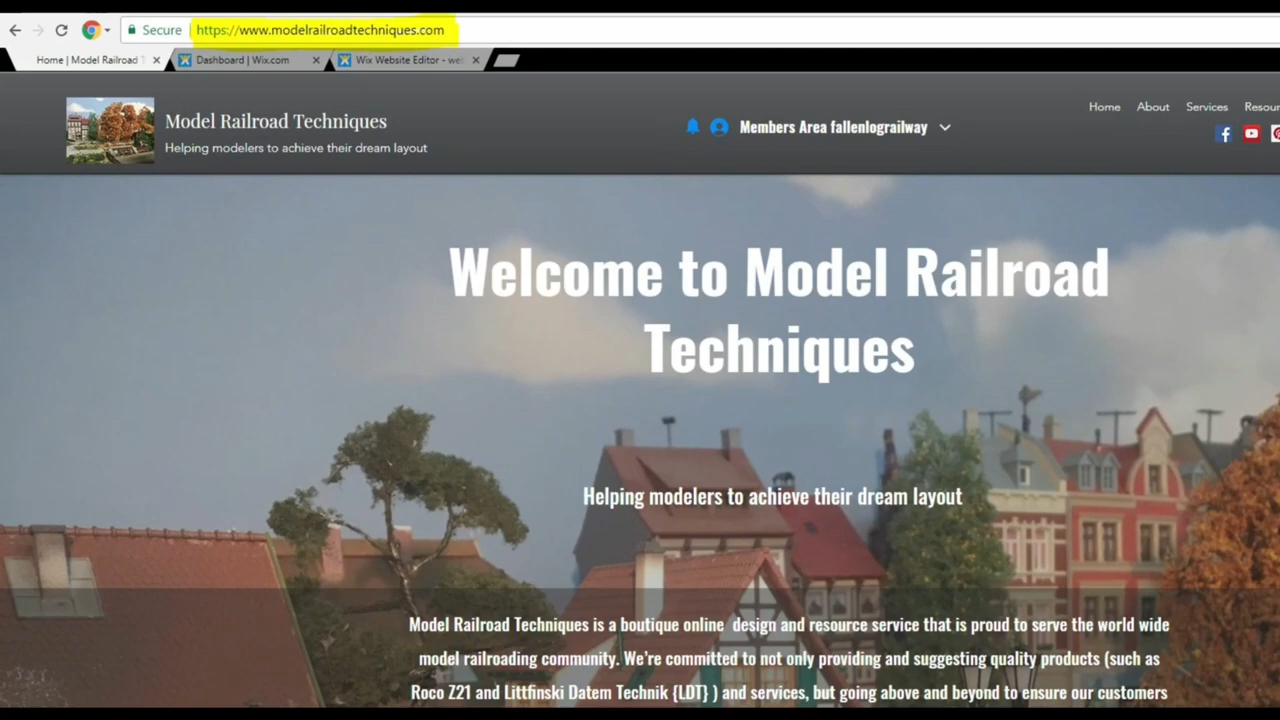 Secure https://www.modelrailroadtechniques.com
Home | Model Railroad
Dashboard | Wix.com
Wix Website Editor - we
Model Railroad Techniques
Helping modelers to achieve their dream layout
Members Area fallenlograilway
Home About Services Resour
Welcome to Model Railroad
Techniques
Helping modelers to achieve their dream layout
Model Railroad Techniques is a boutique online design and resource service that is proud to serve the world wide
model railroading community. We’re committed to not only providing and suggesting quality products (such as
Roco Z21 and Littfinski Datem Technik {LDT} ) and services, but going above and beyond to ensure our customers